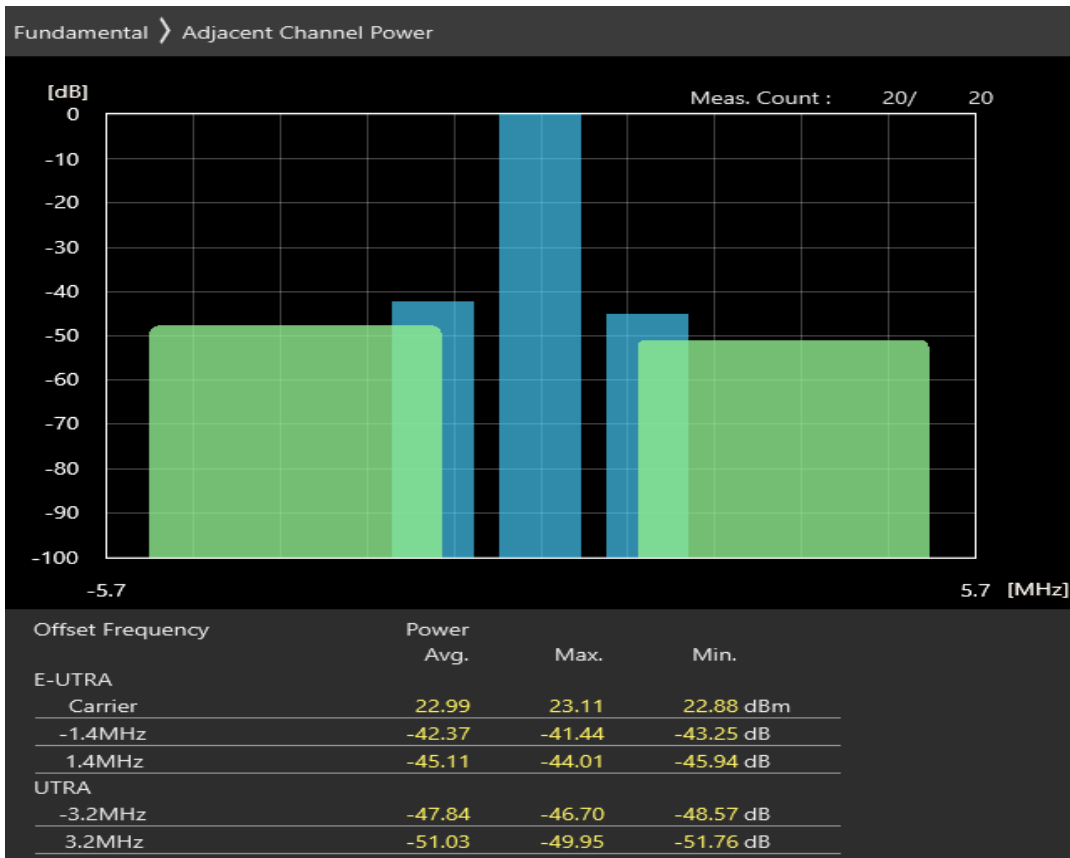 Fundamental 〉 Adjacent Channel Power
[dB]
Meas. Count : 20/ 20
0
-10
-20
-30
-40
-50
-60
-70
-80
-90
-100
-5.7 5.7 [MHz]
Offset Frequency Power
Avg. Max. Min.
E-UTRA
Carrier 22.99 23.11 22.88 dBm
-1.4MHz -42.37 -41.44 -43.25 dB
1.4MHz -45.11 -44.01 -45.94 dB
UTRA
-3.2MHz -47.84 -46.70 -48.57 dB
3.2MHz -51.03 -49.95 -51.76 dB